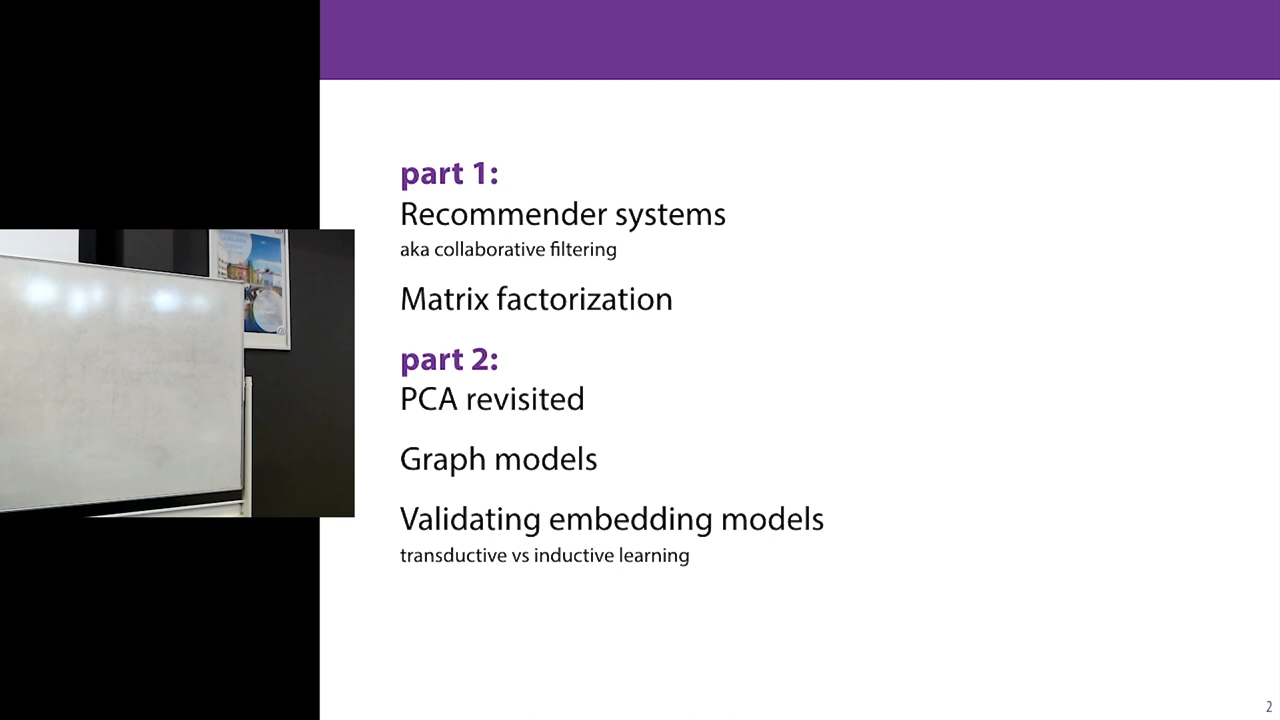 part 1:
Recommender systems
aka collaborative filtering
Matrix factorization
part 2:
PCA revisited
Graph models
Validating embedding models
transductive vs inductive learning
2